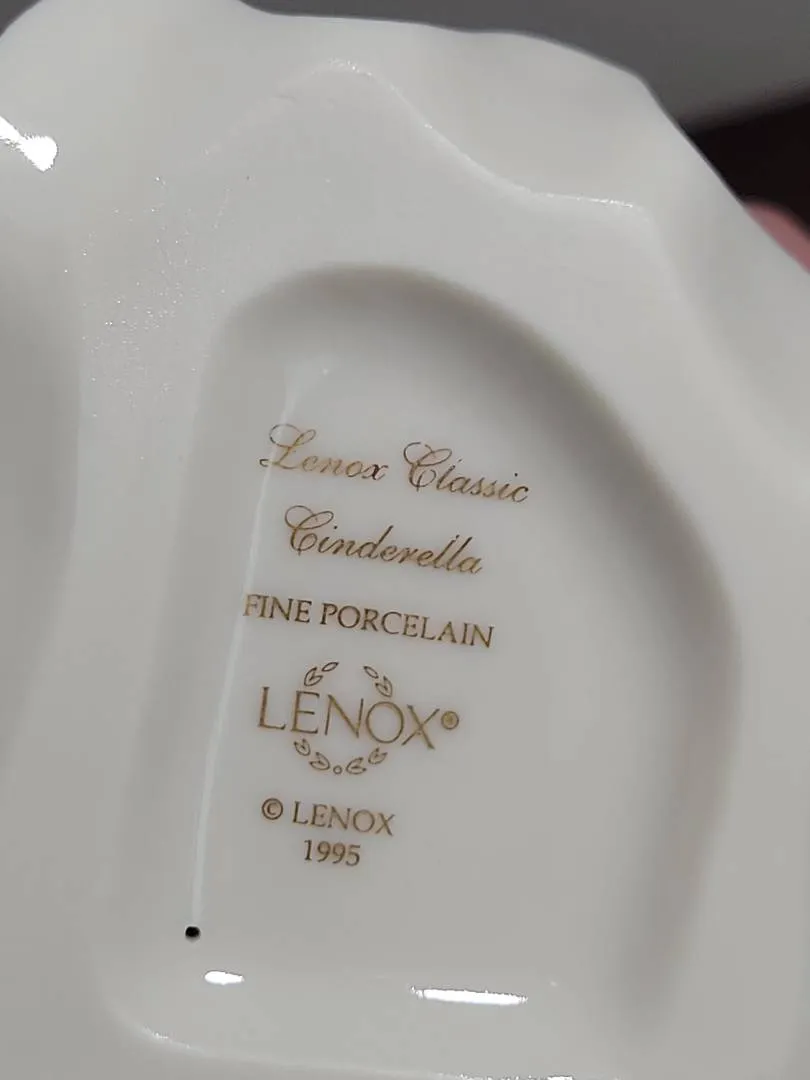 Lenox Classic
Cinderella
FINE PORCELAIN
LENOX®
© LENOX
1995